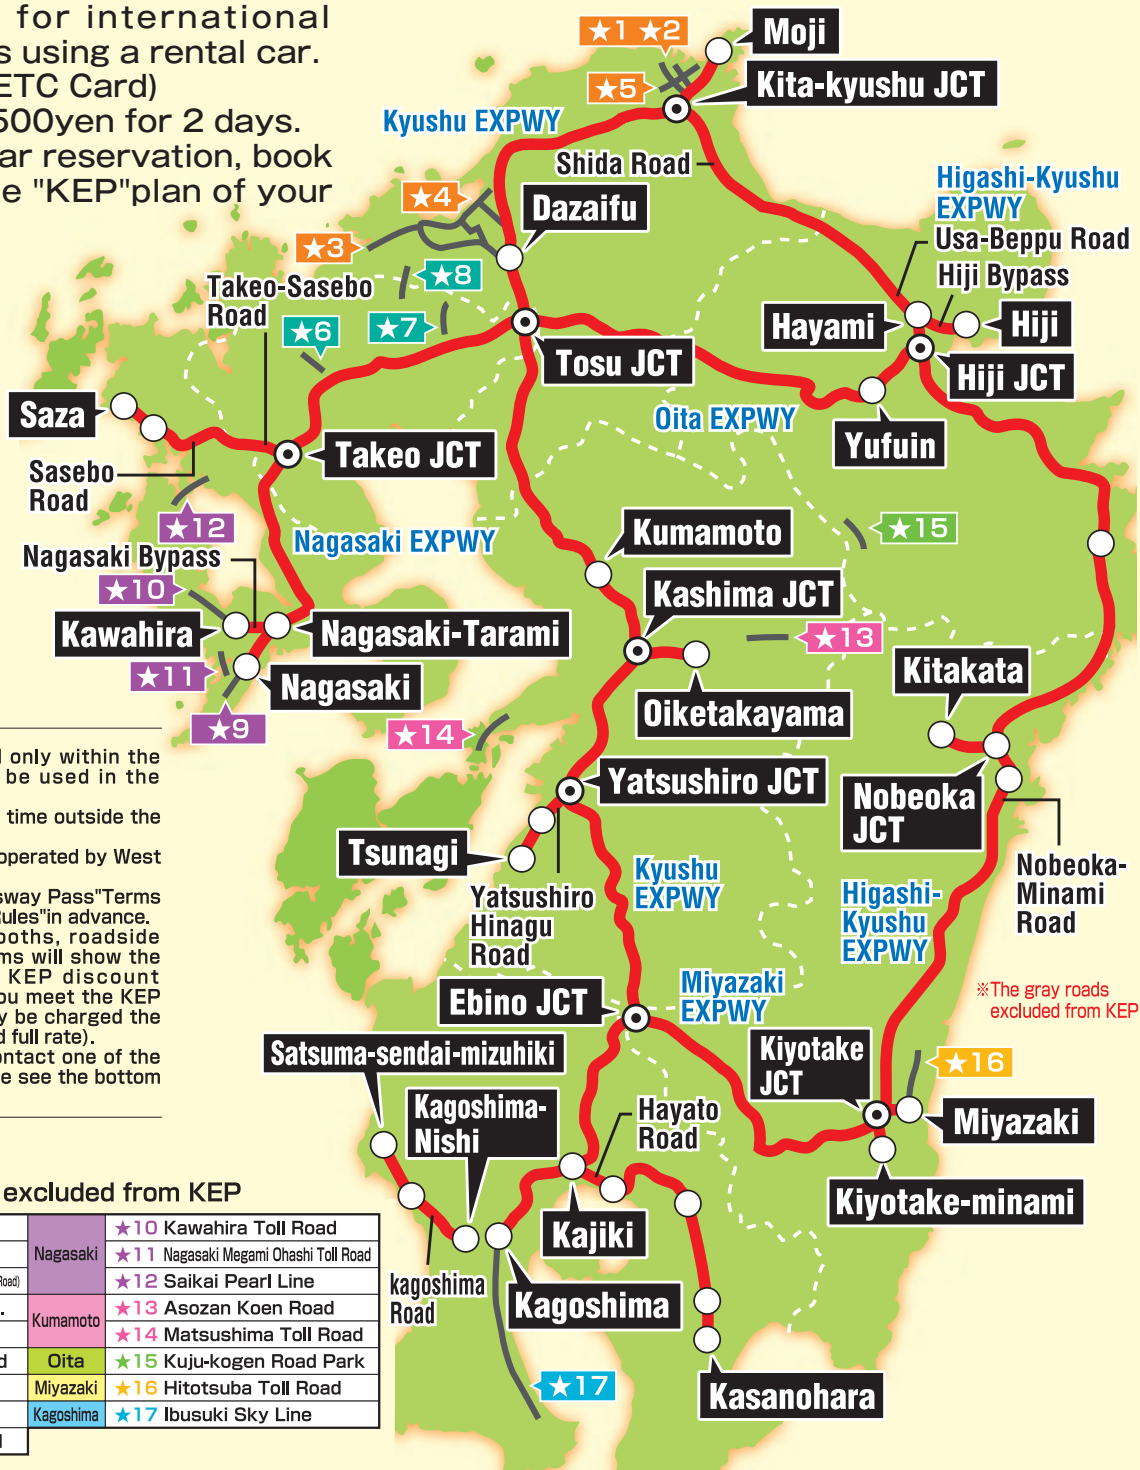 for international
s using a rental car.
ETC Card)
500yen for 2 days.
ar reservation, book
e "KEP"plan of your
★1 ★2
Moji
★5
Kita-kyushu JCT
Kyushu EXPWY
Shida Road
★4
Dazaifu
Higashi-Kyushu
EXPWY
★3
Usa-Beppu Road
★8
Hiji Bypass
Takeo-Sasebo
Road
★6
★7
Hayami
Hiji
Tosu JCT
Hiji JCT
Saza
Oita EXPWY
Yufuin
Takeo JCT
Sasebo
Road
★12
Nagasaki EXPWY
Kumamoto
★15
Nagasaki Bypass
★10
Kashima JCT
Kawahira
Nagasaki-Tarami
★13
★11
Nagasaki
Kitakata
Oiketakayama
★9
★14
Yatsushiro JCT
Nobeoka
JCT
Tsunagi
Kyushu
EXPWY
Nobeoka-
Minami
Road
Yatsushiro
Hinagu
Road
Higashi-
Kyushu
EXPWY
Ebino JCT
Miyazaki
EXPWY
※The gray roads
excluded from KEP
Satsuma-sendai-mizuhiki
Kiyotake
JCT
★16
Kagoshima-
Nishi
Hayato
Road
Miyazaki
Kiyotake-minami
Kajiki
kagoshima
Road
Kagoshima
★17
Kasanohara
l only within the
be used in the
time outside the
operated by West
sway Pass"Terms
Rules"in advance.
ooths, roadside
ms will show the
KEP discount
ou meet the KEP
y be charged the
d full rate).
ontact one of the
e see the bottom
excluded from KEP
Nagasaki
★10 Kawahira Toll Road
★11 Nagasaki Megami Ohashi Toll Road
Road)
★12 Saikai Pearl Line
.
Kumamoto
★13 Asozan Koen Road
★14 Matsushima Toll Road
d
Oita
★15 Kuju-kogen Road Park
Miyazaki
★16 Hitotsuba Toll Road
Kagoshima
★17 Ibusuki Sky Line